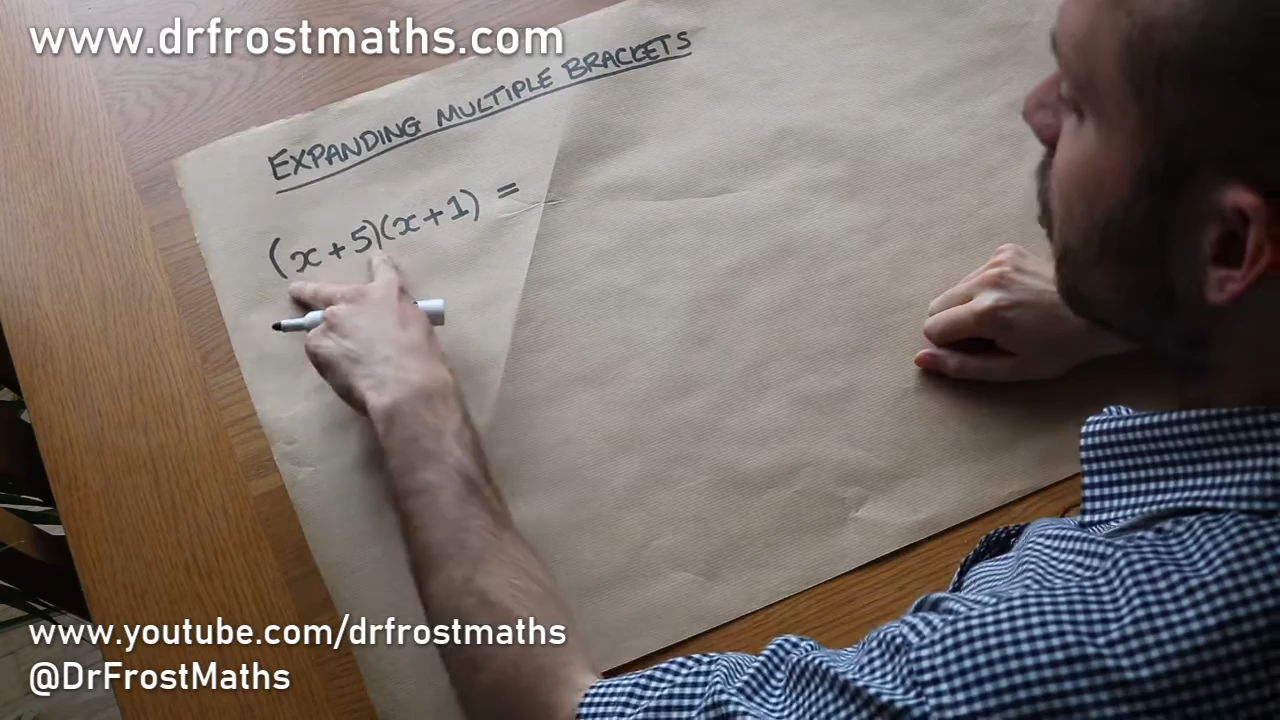 www.drfrostmaths.com
EXPANDING MULTIPLE BRACKETS
(x+5)(x+1) =
www.youtube.com/drfrostmaths
@DrFrostMaths